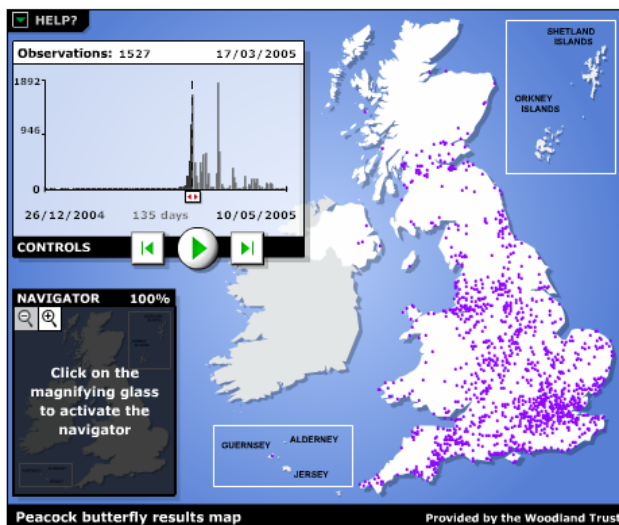 HELP?
Observations: 1527 17/03/2005
1892
946
0
26/12/2004 135 days 10/05/2005
CONTROLS
NAVIGATOR 100%
Click on the
magnifying glass
to activate the
navigator
SHETLAND
ISLANDS
ORKNEY
ISLANDS
GUERNSEY
ALDERNEY
JERSEY
Peacock butterfly results map
Provided by the Woodland Trust